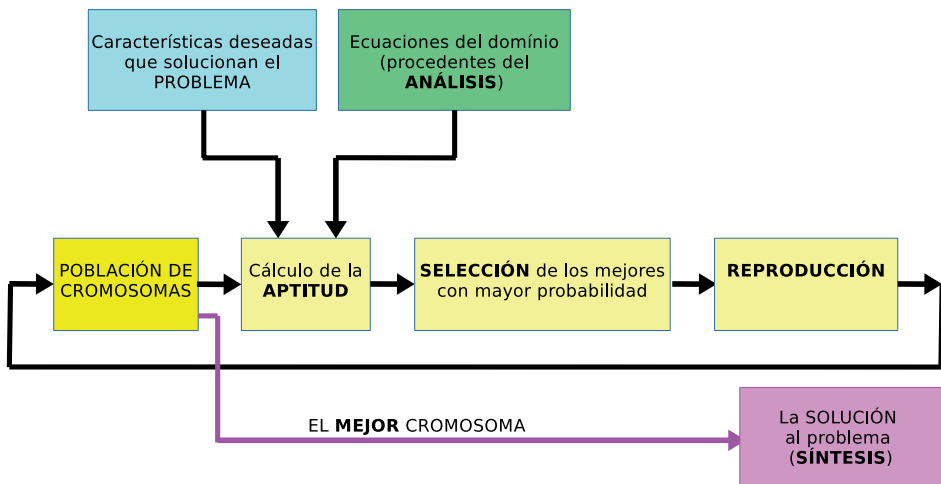 Características deseadas
que solucionan el
PROBLEMA
Ecuaciones del domínio
(procedentes del
ANÁLISIS)
POBLACIÓN DE
CROMOSOMAS
Cálculo de la
APTITUD
SELECCIÓN de los mejores
con mayor probabilidad
REPRODUCCIÓN
EL MEJOR CROMOSOMA
La SOLUCIÓN
al problema
(SÍNTESIS)